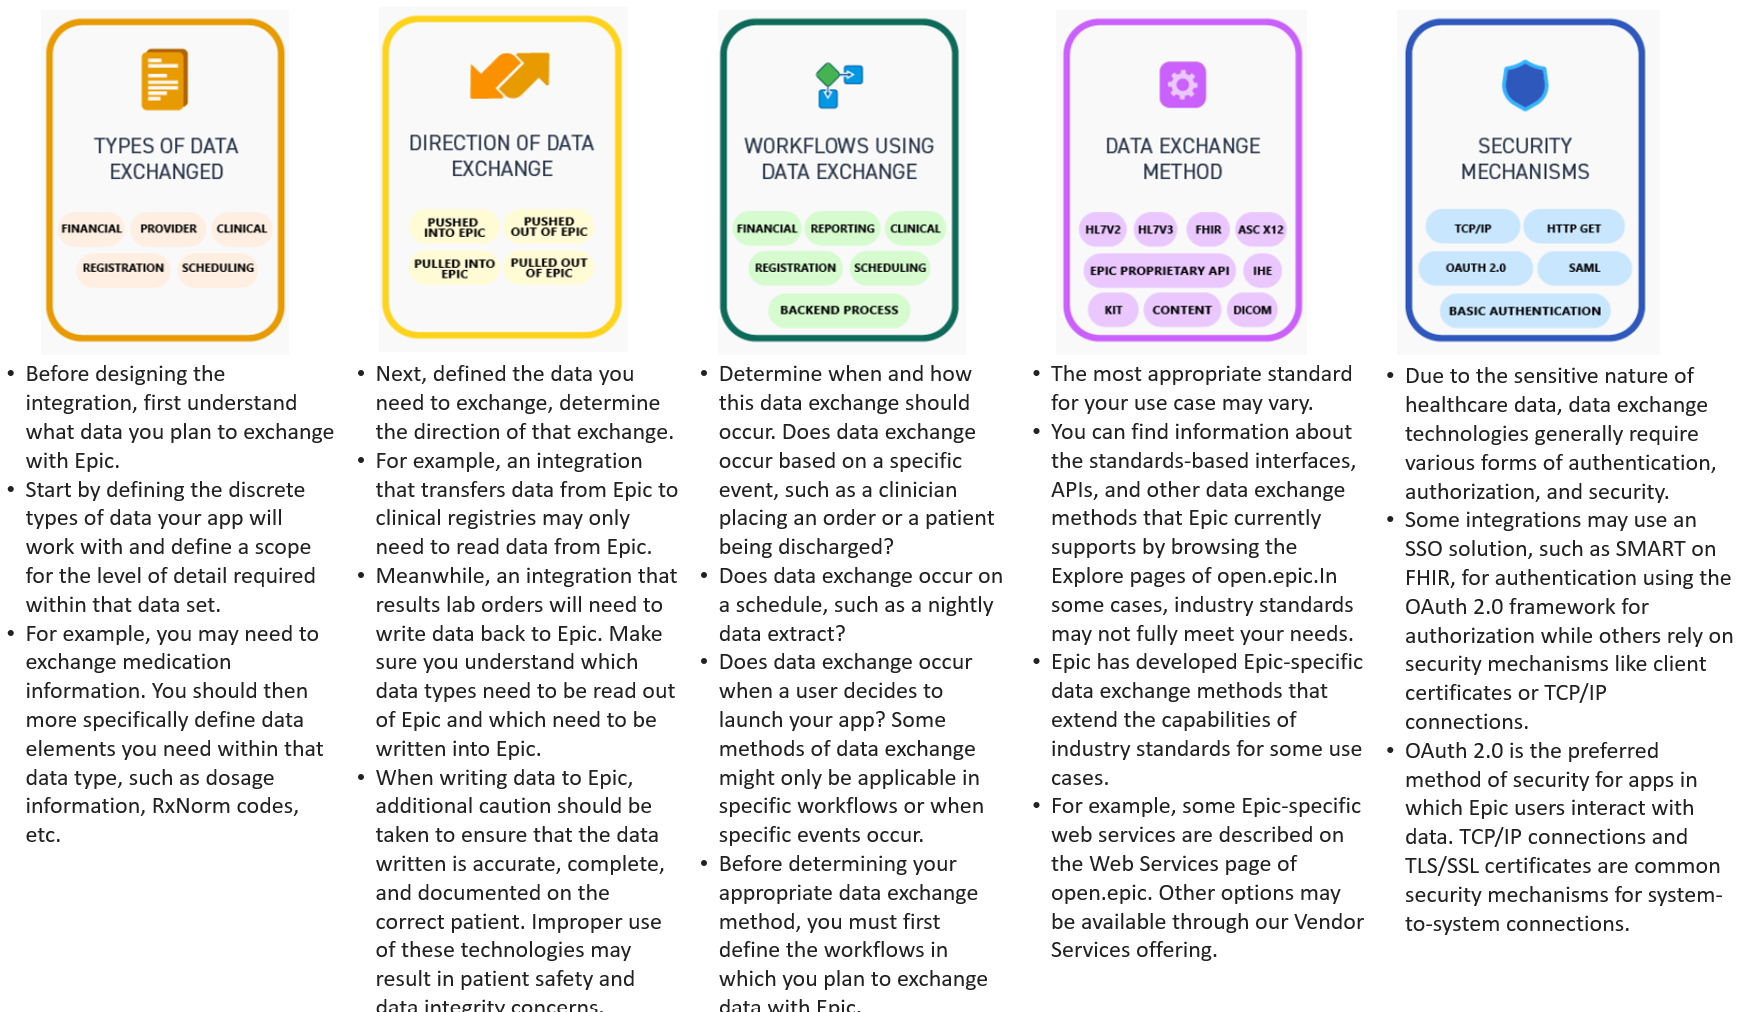 TYPES OF DATA
EXCHANGED
FINANCIAL
PROVIDER
CLINICAL
REGISTRATION
SCHEDULING
• Before designing the
integration, first understand
what data you plan to exchange
with Epic.
• Start by defining the discrete
types of data your app will
work with and define a scope
for the level of detail required
within that data set.
• For example, you may need to
exchange medication
information. You should then
more specifically define data
elements you need within that
data type, such as dosage
information, RxNorm codes,
etc.
DIRECTION OF DATA
EXCHANGE
PUSHED
INTO EPIC
PUSHED
OUT OF EPIC
PULLED INTO
EPIC
PULLED OUT
OF EPIC
• Next, defined the data you
need to exchange, determine
the direction of that exchange.
• For example, an integration
that transfers data from Epic to
clinical registries may only
need to read data from Epic.
• Meanwhile, an integration that
results lab orders will need to
write data back to Epic. Make
sure you understand which
data types need to be read out
of Epic and which need to be
written into Epic.
• When writing data to Epic,
additional caution should be
taken to ensure that the data
written is accurate, complete,
and documented on the
correct patient. Improper use
of these technologies may
result in patient safety and
data integrity concerns.
WORKFLOWS USING
DATA EXCHANGE
FINANCIAL
REPORTING
CLINICAL
REGISTRATION
SCHEDULING
BACKEND PROCESS
• Determine when and how
this data exchange should
occur. Does data exchange
occur based on a specific
event, such as a clinician
placing an order or a patient
being discharged?
• Does data exchange occur on
a schedule, such as a nightly
data extract?
• Does data exchange occur
when a user decides to
launch your app? Some
methods of data exchange
might only be applicable in
specific workflows or when
specific events occur.
• Before determining your
appropriate data exchange
method, you must first
define the workflows in
which you plan to exchange
data with Epic.
DATA EXCHANGE
METHOD
HL7V2
HL7V3
FHIR
ASC X12
EPIC PROPRIETARY API
IHE
KIT
CONTENT
DICOM
• The most appropriate standard
for your use case may vary.
• You can find information about
the standards-based interfaces,
APIs, and other data exchange
methods that Epic currently
supports by browsing the
Explore pages of open.epic.In
some cases, industry standards
may not fully meet your needs.
• Epic has developed Epic-specific
data exchange methods that
extend the capabilities of
industry standards for some use
cases.
• For example, some Epic-specific
web services are described on
the Web Services page of
open.epic. Other options may
be available through our Vendor
Services offering.
SECURITY
MECHANISMS
TCP/IP
HTTP GET
OAUTH 2.0
SAML
BASIC AUTHENTICATION
• Due to the sensitive nature of
healthcare data, data exchange
technologies generally require
various forms of authentication,
authorization, and security.
• Some integrations may use an
SSO solution, such as SMART on
FHIR, for authentication using the
OAuth 2.0 framework for
authorization while others rely on
security mechanisms like client
certificates or TCP/IP
connections.
• OAuth 2.0 is the preferred
method of security for apps in
which Epic users interact with
data. TCP/IP connections and
TLS/SSL certificates are common
security mechanisms for system-
to-system connections.